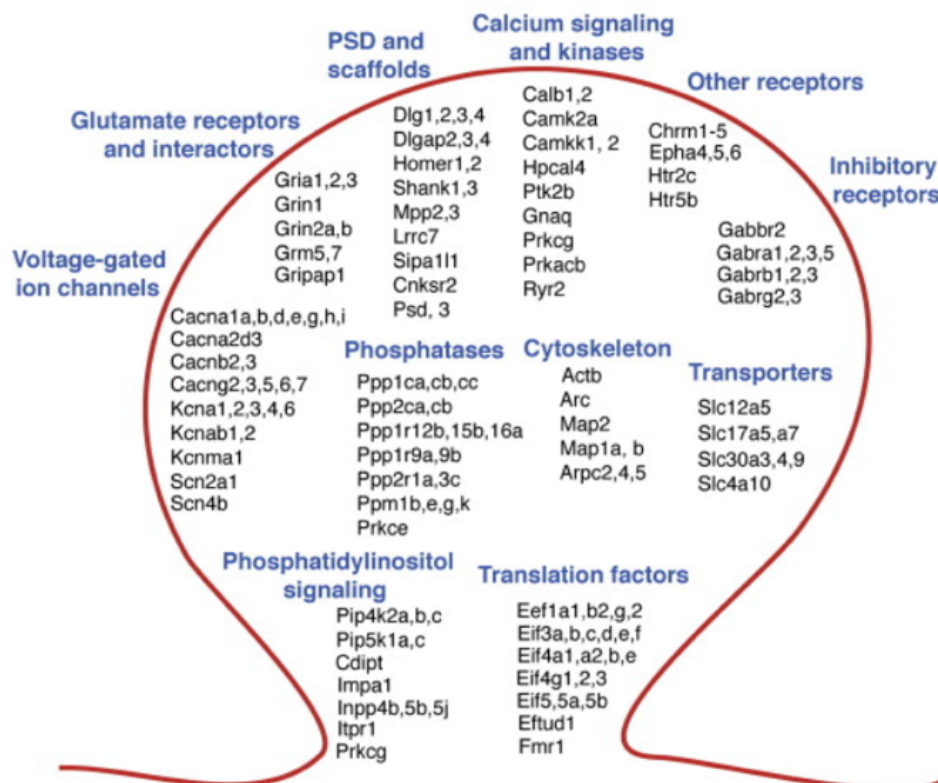 Calcium signaling
and kinases
Calb1,2
Camk2a
Camkk1, 2
Hpcal4
Ptk2b
Gnaq
Prkcg
Prkacb
Ryr2
PSD and
scaffolds
Dlg1,2,3,4
Dlgap2,3,4
Homer1,2
Shank1,3
Mpp2,3
Lrrc7
Sipa1l1
Cnksr2
Psd, 3
Other receptors
Chrm1-5
Epha4,5,6
Htr2c
Htr5b
Glutamate receptors
and interactors
Gria1,2,3
Grin1
Grin2a,b
Grm5,7
Gripap1
Inhibitory
receptors
Gabbr2
Gabra1,2,3,5
Gabrb1,2,3
Gabrg2,3
Voltage-gated
ion channels
Cacna1a,b,d,e,g,h,i
Cacna2d3
Cacnb2,3
Cacng2,3,5,6,7
Kcna1,2,3,4,6
Kcnab1,2
Kcnma1
Scn2a1
Scn4b
Phosphatases
Ppp1ca,cb,cc
Ppp2ca,cb
Ppp1r12b,15b,16a
Ppp1r9a,9b
Ppp2r1a,3c
Ppm1b,e,g,k
Prkce
Cytoskeleton
Actb
Arc
Map2
Map1a, b
Arpc2,4,5
Transporters
Slc12a5
Slc17a5,a7
Slc30a3,4,9
Slc4a10
Phosphatidylinositol
signaling
Pip4k2a,b,c
Pip5k1a,c
Cdipt
Impa1
Inpp4b,5b,5j
Itpr1
Prkcg
Translation factors
Eef1a1,b2,g,2
Eif3a,b,c,d,e,f
Eif4a1,a2,b,e
Eif4g1,2,3
Eif5,5a,5b
Eftud1
Fmr1